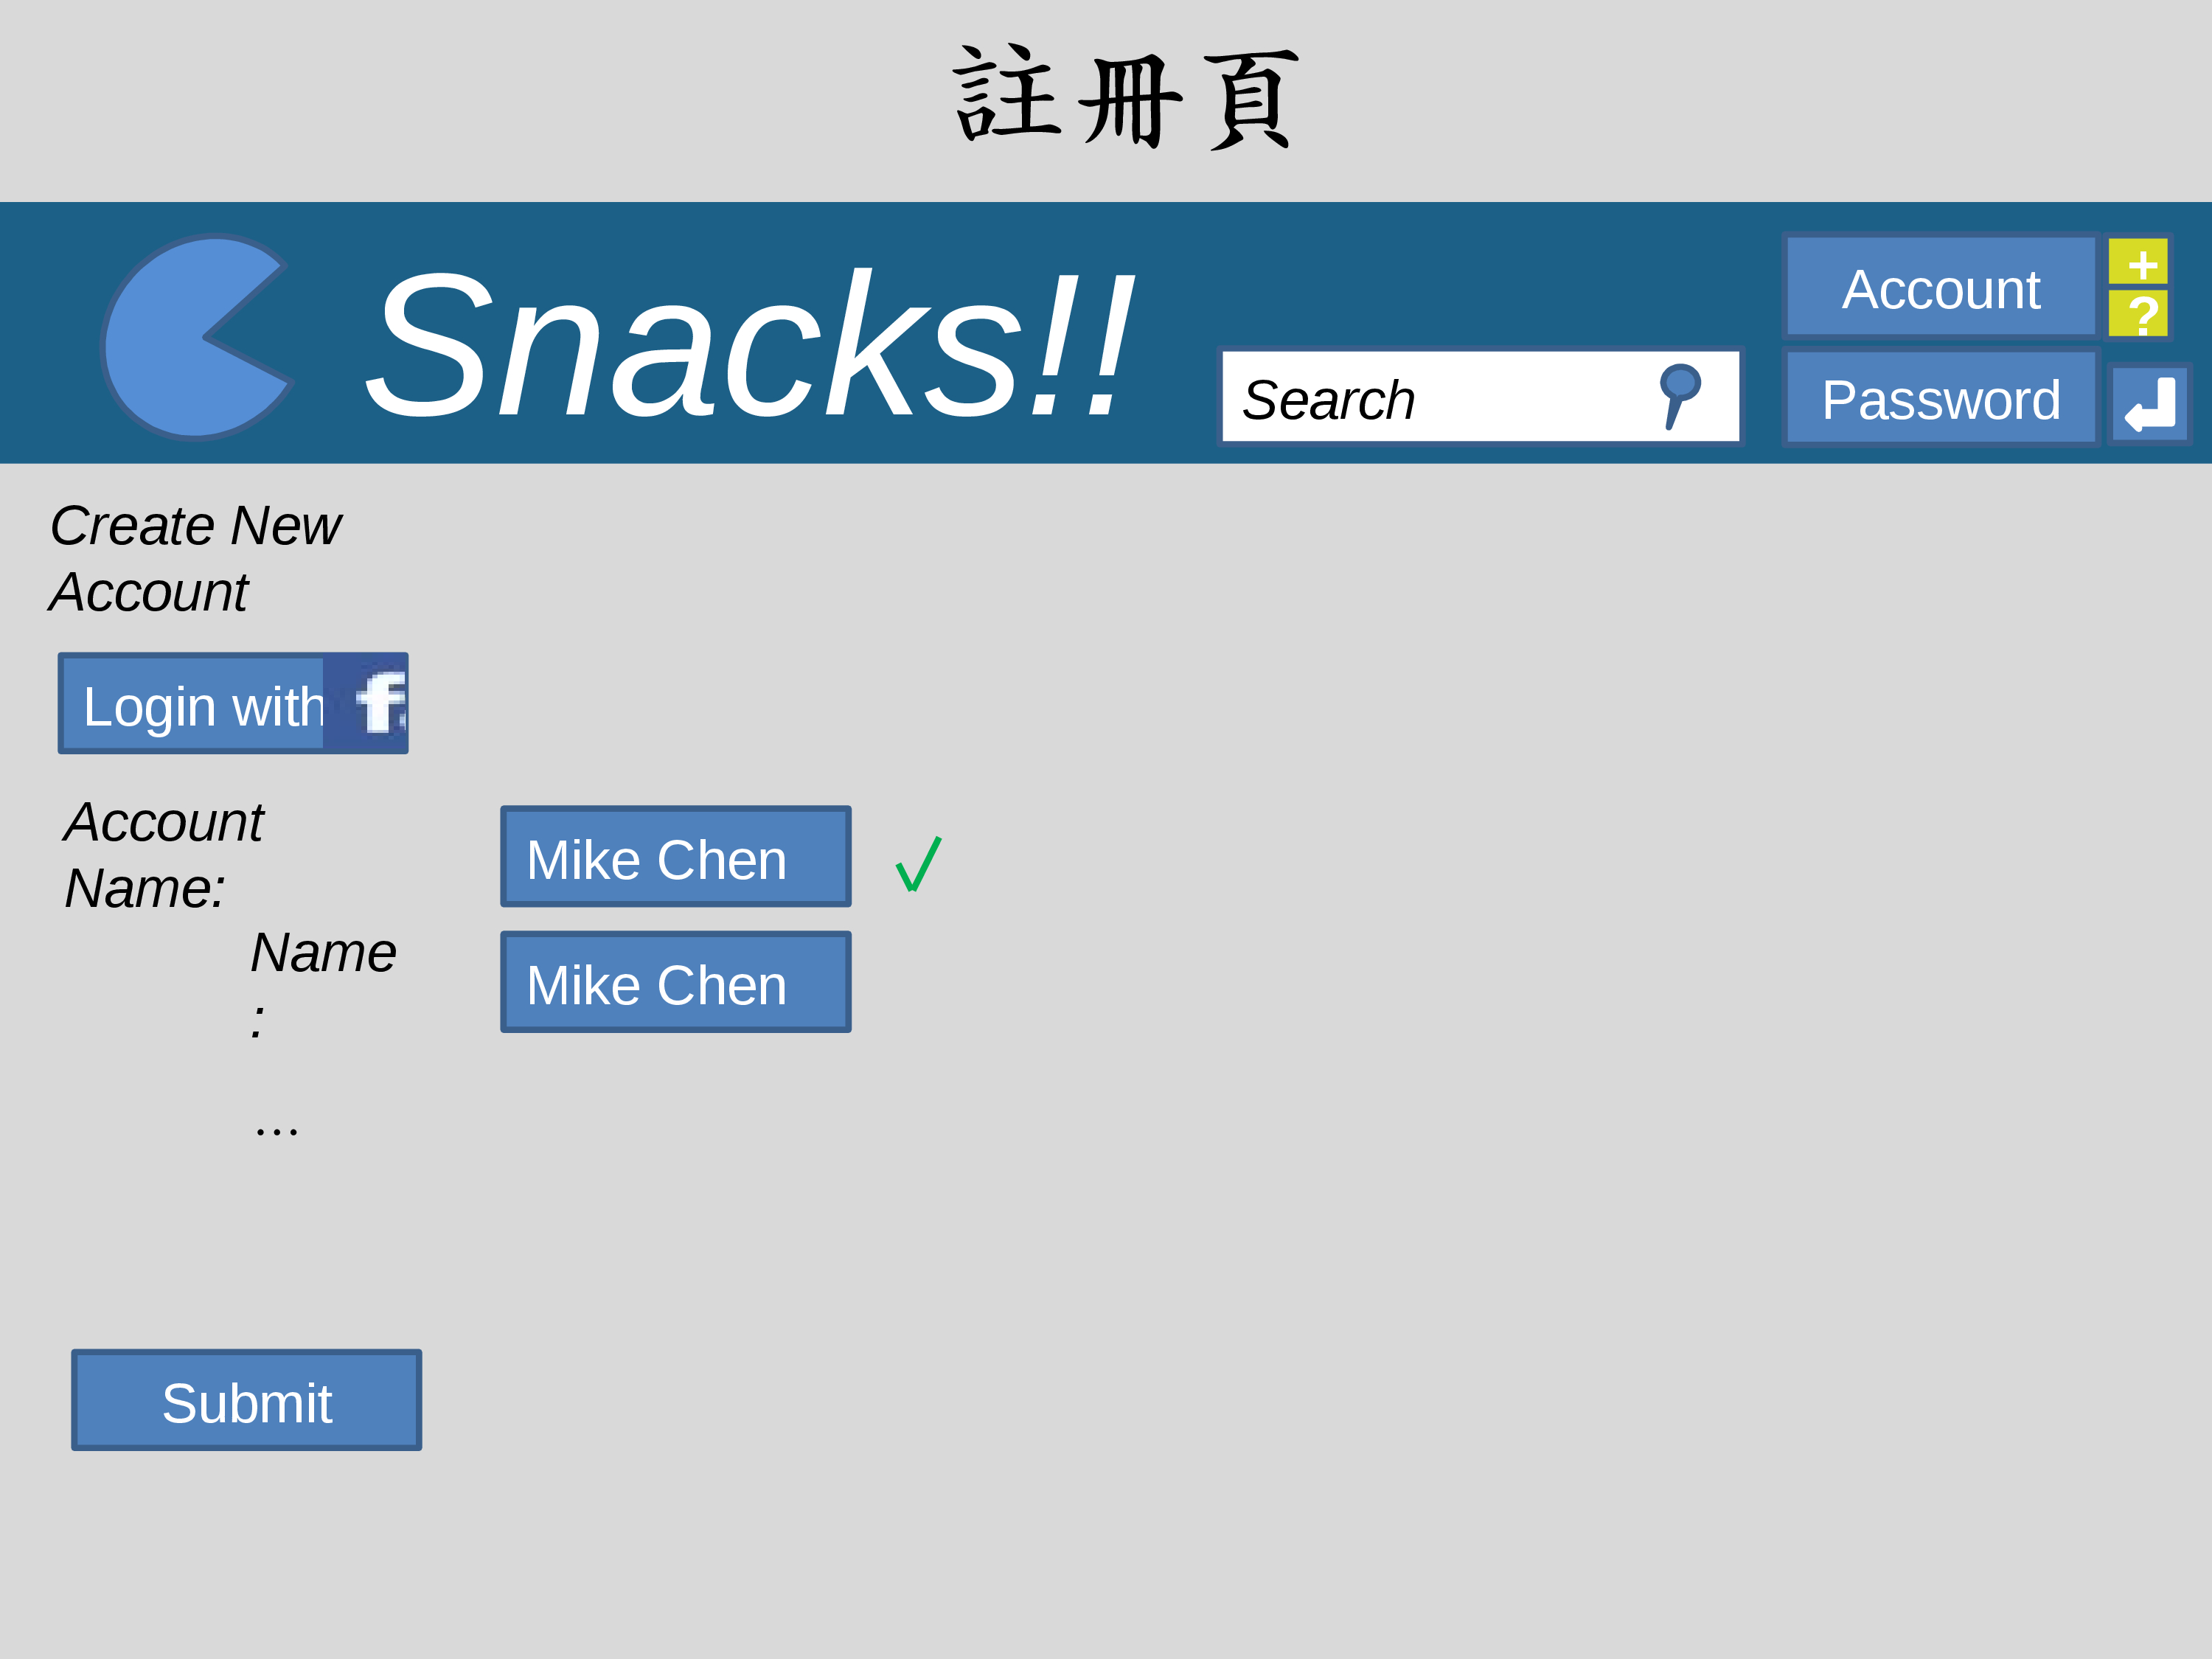 註冊頁
Snacks!!
Search
Account
+
?
Password
Create New
Account
Login with
f
Account
Name:
Mike Chen
Name
:
Mike Chen
...
Submit